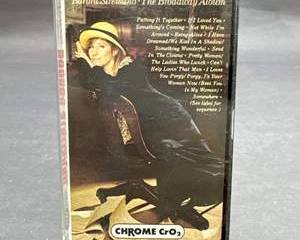 Barbra Streisand • The Broadway Album
Putting It Together • If I Loved You •
Something's Coming • Not While I'm
Around • Being Alive • I Have
Dreamed/We Kiss In A Shadow/
Something Wonderful • Send
In The Clowns • Pretty Women/
The Ladies Who Lunch • Can't
Help Lovin' That Man • I Loves
You Porgy/Porgy, I's Your
Woman Now (Bess You
Is My Woman) •
Somewhere •
(See label for
sequence.)
CHROME CrO2